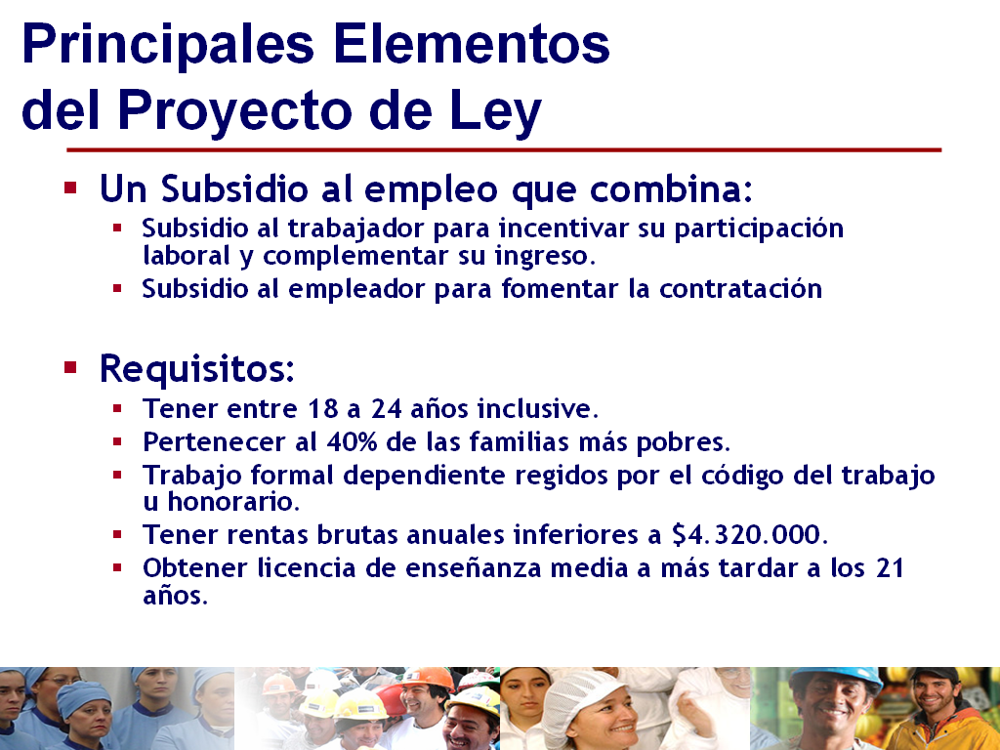 Principales Elementos
del Proyecto de Ley
Un Subsidio al empleo que combina:
Subsidio al trabajador para incentivar su participación
laboral y complementar su ingreso.
Subsidio al empleador para fomentar la contratación
Requisitos:
Tener entre 18 a 24 años inclusive.
Pertenecer al 40% de las familias más pobres.
Trabajo formal dependiente regidos por el código del trabajo
u honorario.
Tener rentas brutas anuales inferiores a $4.320.000.
Obtener licencia de enseñanza media a más tardar a los 21
años.